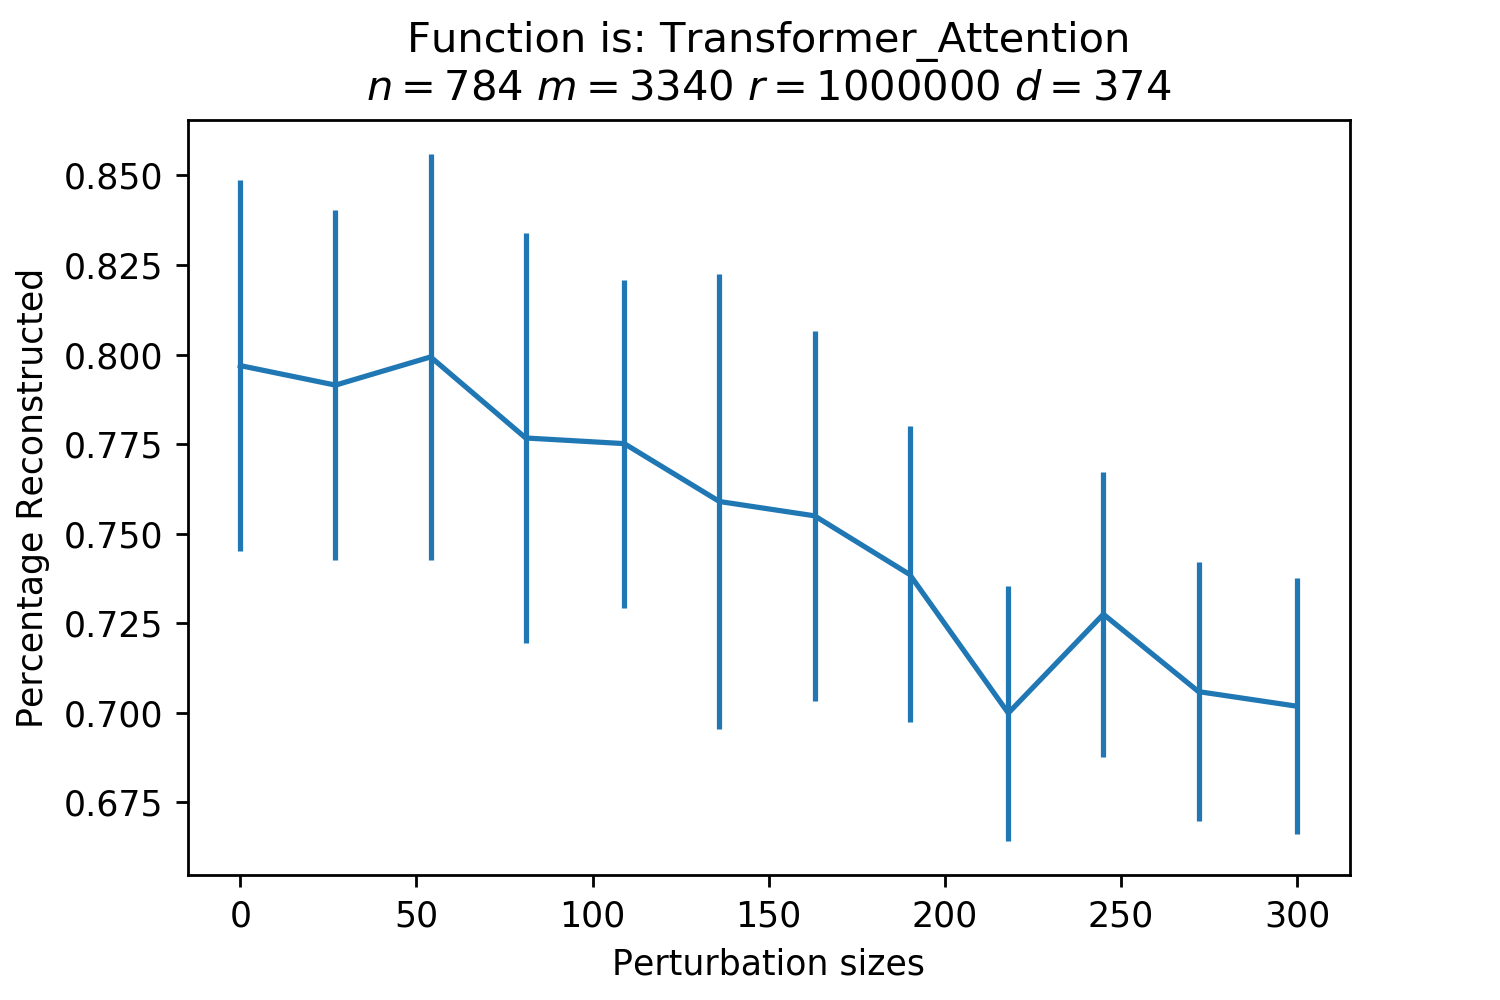 Function is: Transformer_Attention
n = 784 m = 3340 r = 1000000 d = 374
Percentage Reconstructed
0.850
0.825
0.800
0.775
0.750
0.725
0.700
0.675
0 50 100 150 200 250 300
Perturbation sizes